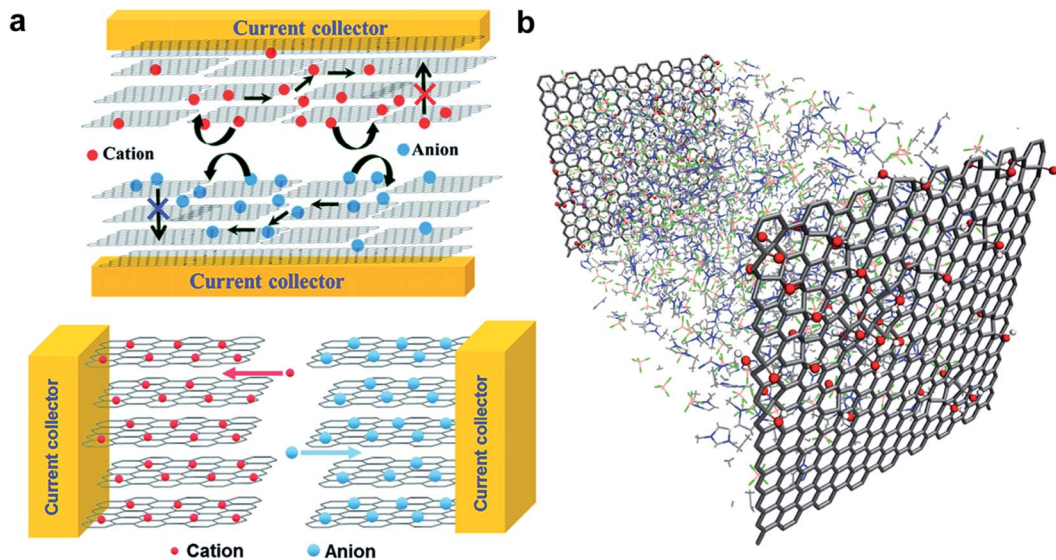 a
Current collector
Cation
Anion
Current collector
Current collector
Current collector
Cation
Anion
b